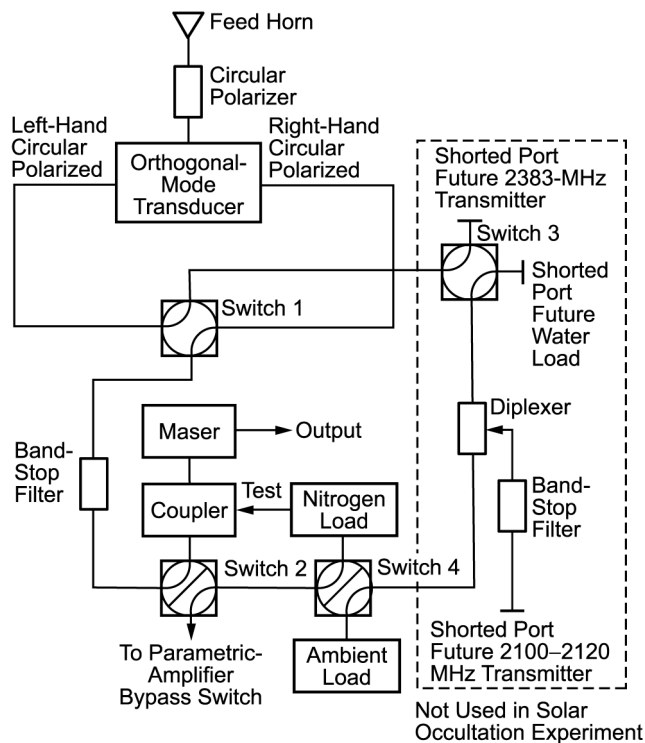 Feed Horn
Circular
Polarizer
Left-Hand
Circular
Polarized
Right-Hand
Circular
Polarized
Orthogonal-
Mode
Transducer
Shorted Port
Future 2383-MHz
Transmitter
Switch 3
Shorted
Port
Future
Water
Load
Switch 1
Diplexer
Maser
Output
Band-
Stop
Filter
Coupler
Test
Nitrogen
Load
Band-
Stop
Filter
Switch 2
Switch 4
To Parametric-
Amplifier
Bypass Switch
Ambient
Load
Shorted Port
Future 2100–2120
MHz Transmitter
Not Used in Solar
Occultation Experiment